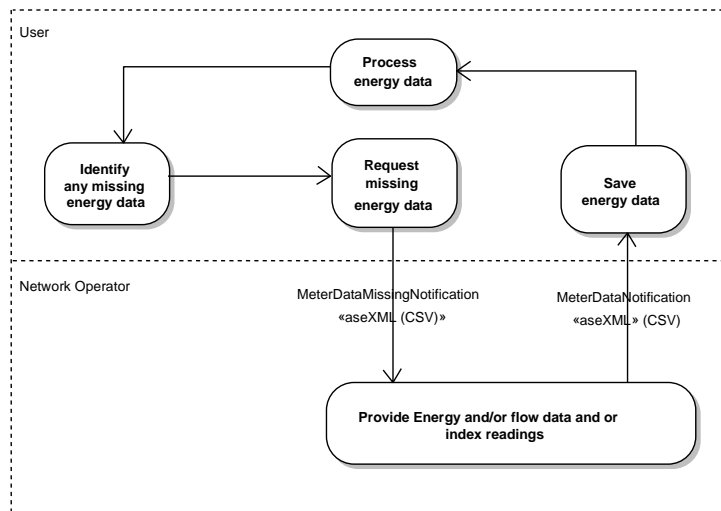 User
Process
energy data
Identify
any missing
energy data
Request
missing
energy data
Save
energy data
Network Operator
MeterDataMissingNotification
«aseXML (CSV)»
MeterDataNotification
«aseXML» (CSV)
Provide Energy and/or flow data and or
index readings